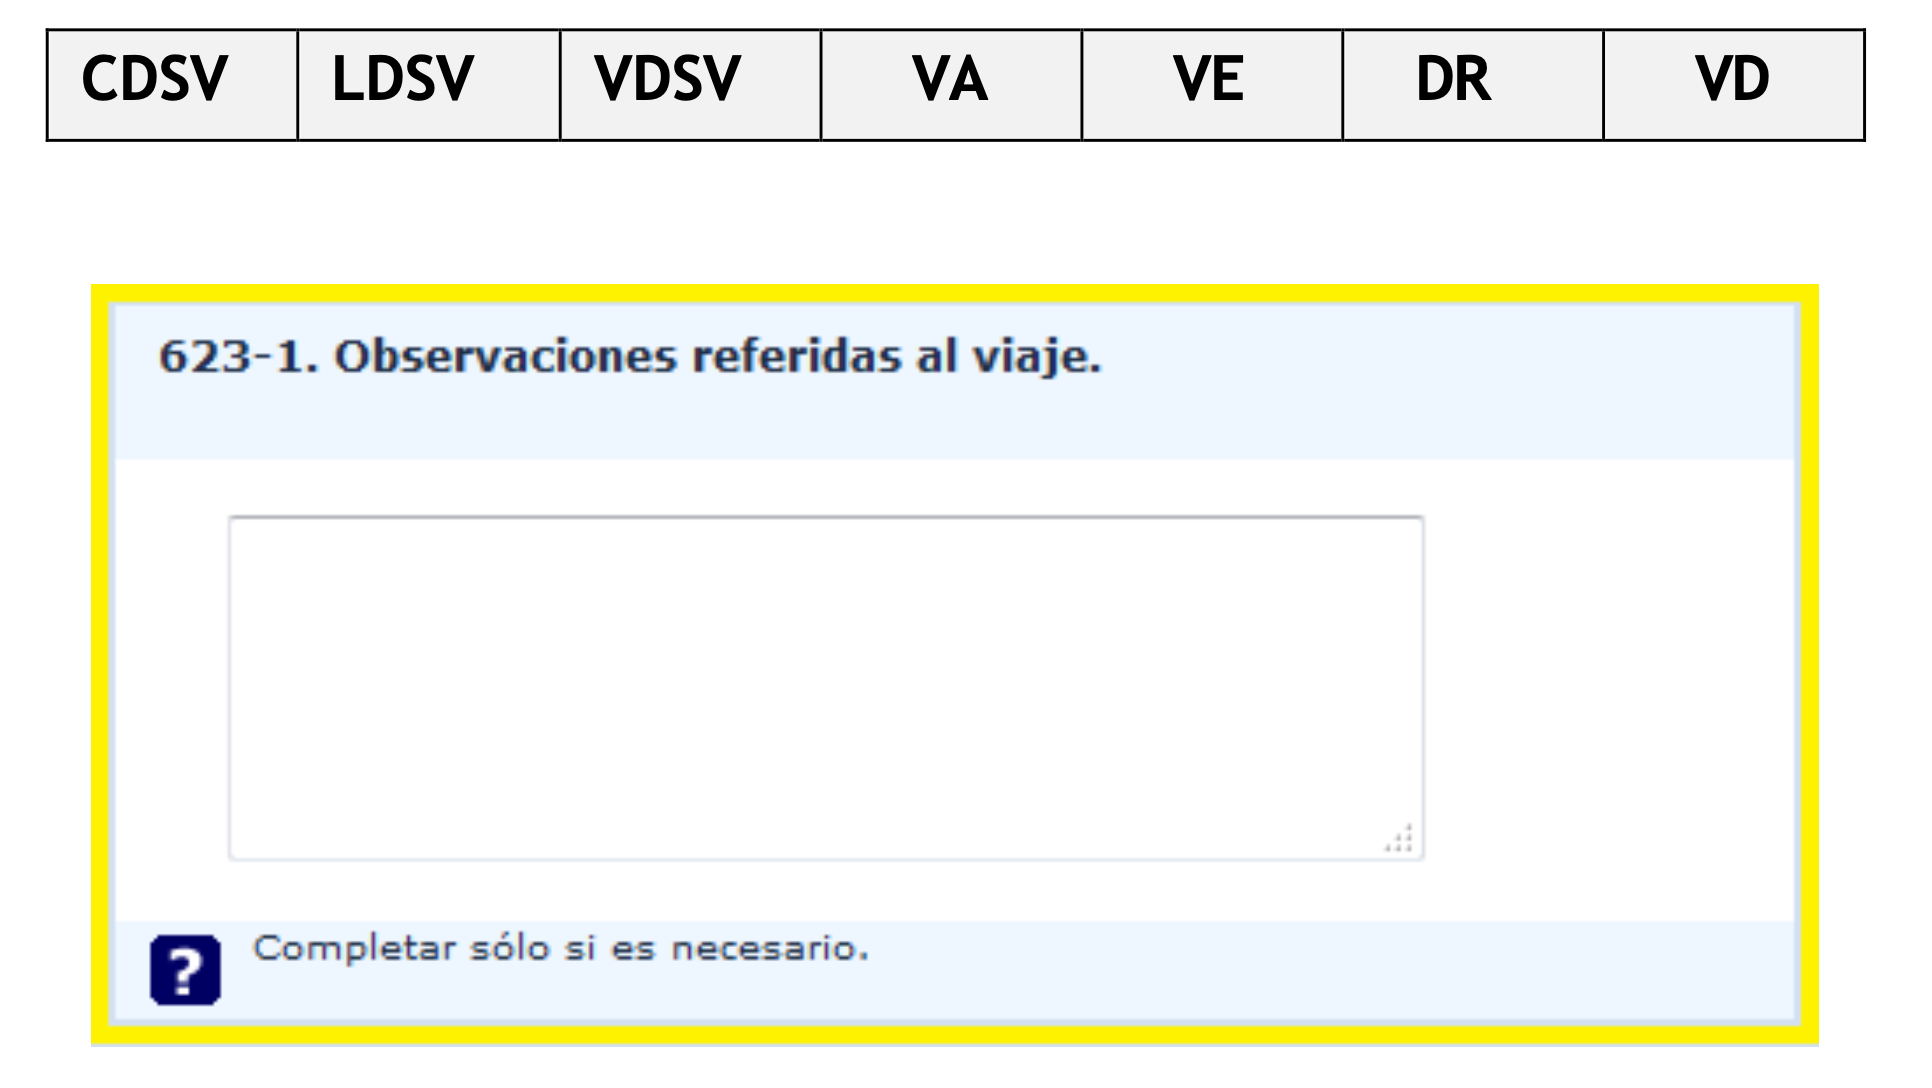 CDSV LDSV VDSV VA VE DR VD
623-1. Observaciones referidas al viaje.
? Completar sólo si es necesario.